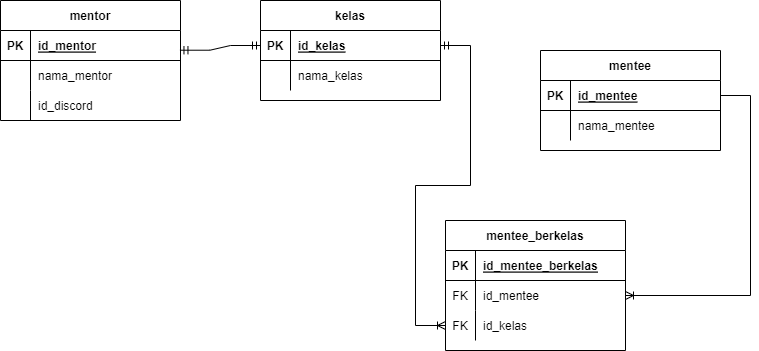 mentor
PK id_mentor
nama_mentor
id_discord
kelas
PK id_kelas
nama_kelas
mentee
PK id_mentee
nama_mentee
mentee_berkelas
PK id_mentee_berkelas
FK id_mentee
FK id_kelas